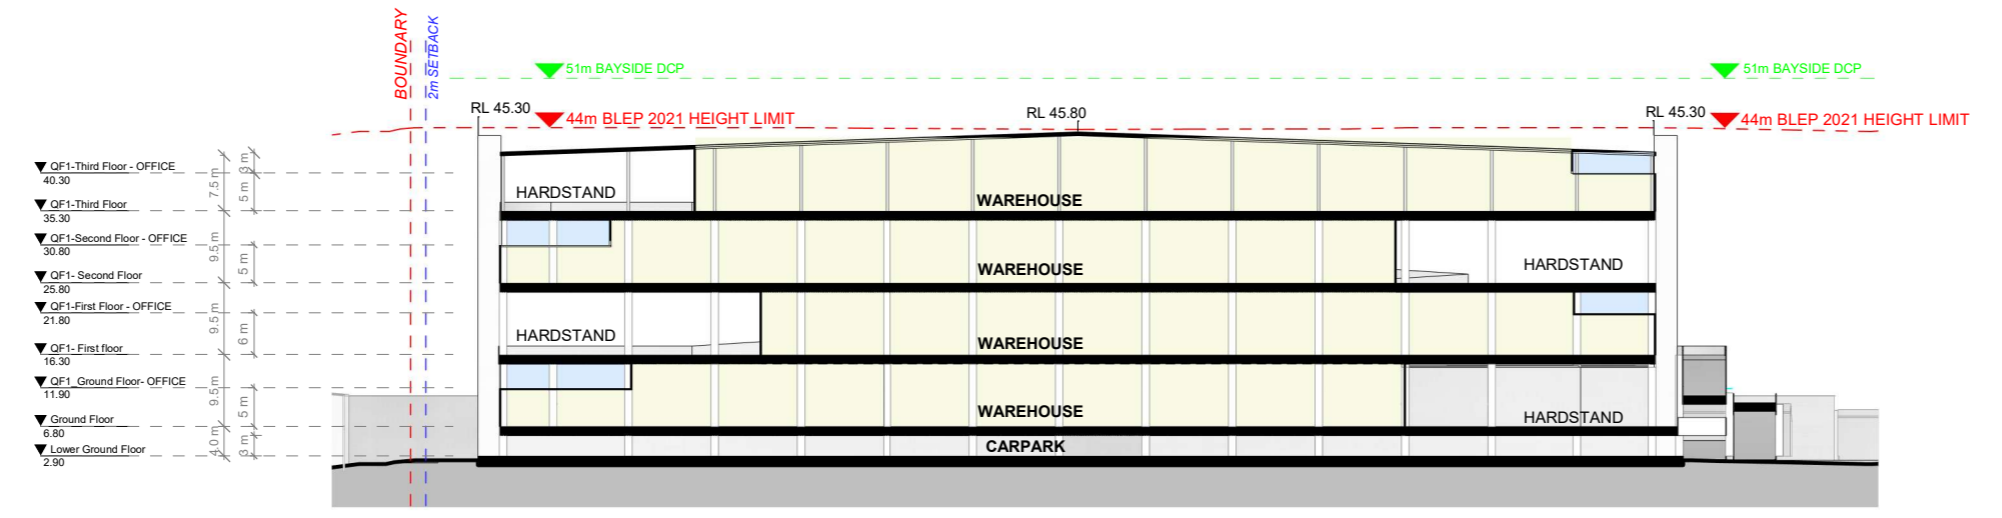 BOUNDARY
2m SETBACK
51m BAYSIDE DCP
51m BAYSIDE DCP
RL 45.30
44m BLEP 2021 HEIGHT LIMIT
RL 45.80
RL 45.30
44m BLEP 2021 HEIGHT LIMIT
QF1-Third Floor - OFFICE
40.30
QF1-Third Floor
35.30
QF1-Second Floor - OFFICE
30.80
QF1- Second Floor
25.80
QF1-First Floor - OFFICE
21.80
QF1- First floor
16.30
QF1_Ground Floor- OFFICE
11.90
Ground Floor
6.80
Lower Ground Floor
2.90
7.5 m
9.5 m
9.5 m
9.5 m
4.0 m
3 m
5 m
5 m
6 m
5 m
3 m
HARDSTAND
WAREHOUSE
WAREHOUSE
HARDSTAND
HARDSTAND
WAREHOUSE
WAREHOUSE
HARDSTAND
CARPARK